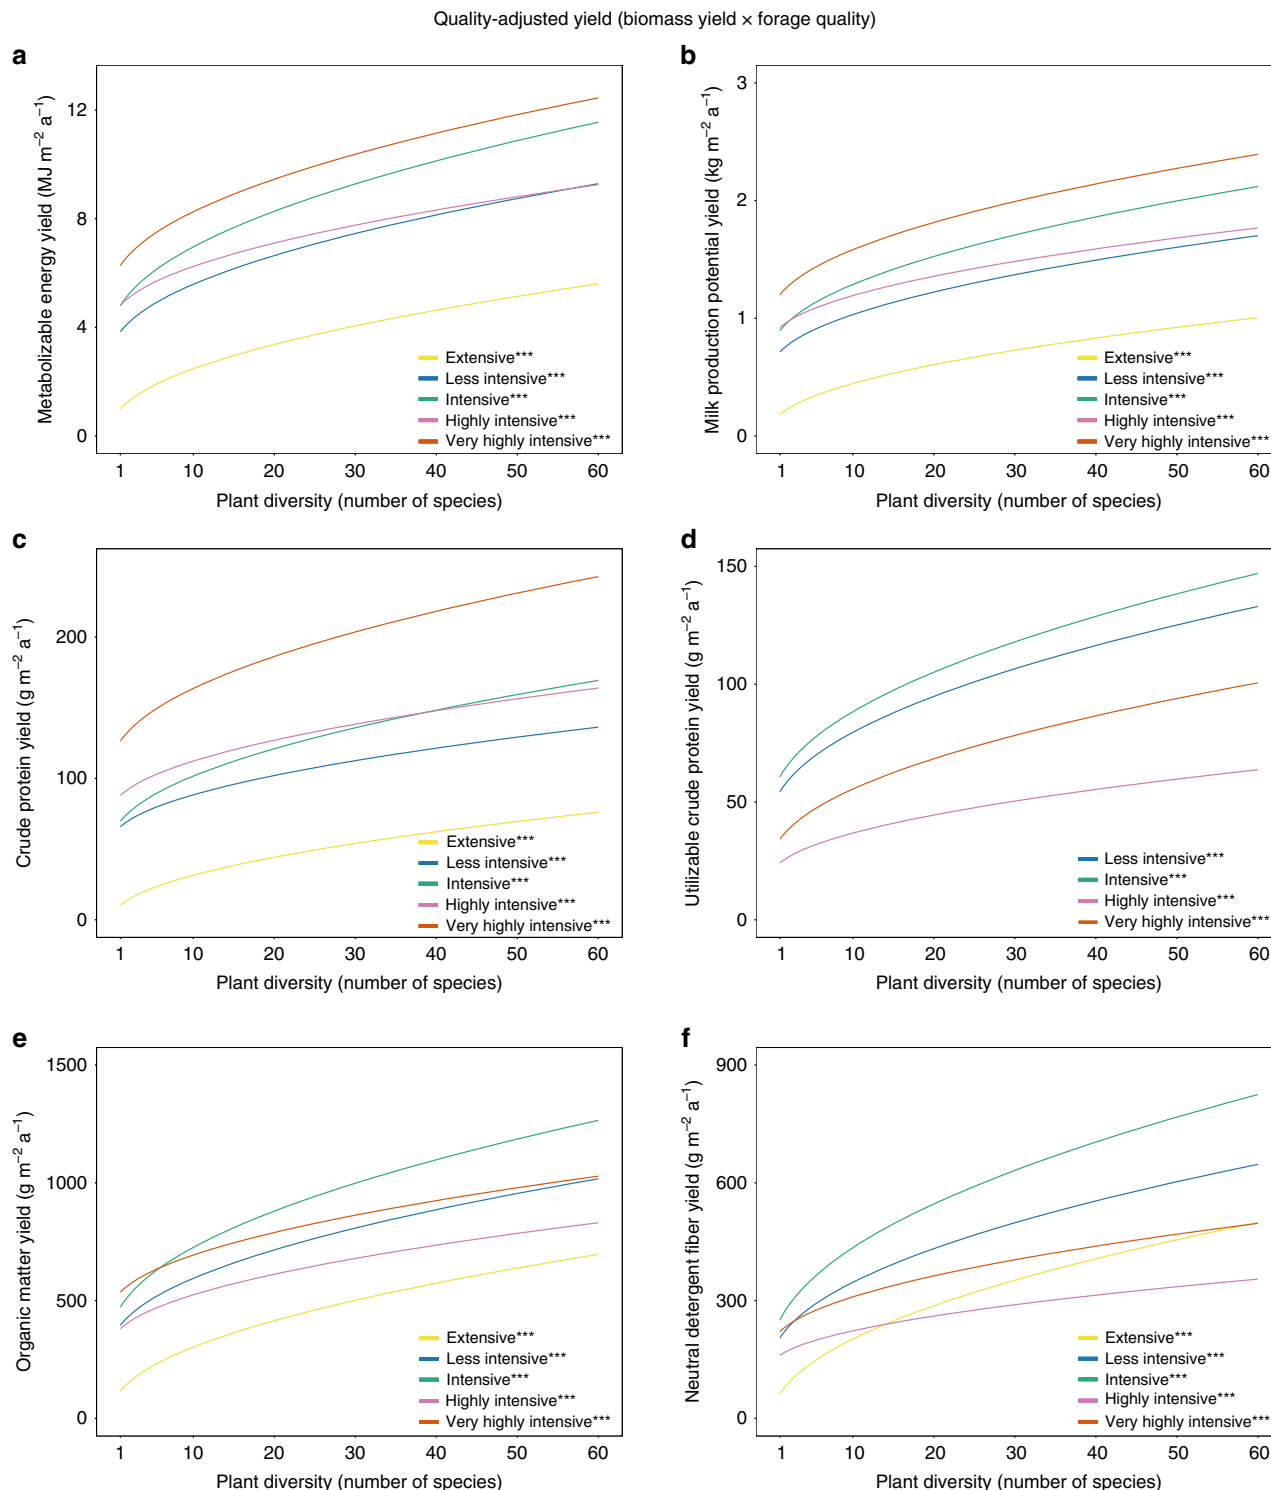 Quality-adjusted yield (biomass yield × forage quality)
a
Metabolizable energy yield (MJ m⁻² a⁻¹)
12
8
4
0
Extensive***
Less intensive***
Intensive***
Highly intensive***
Very highly intensive***
1 10 20 30 40 50 60
Plant diversity (number of species)
b
Milk production potential yield (kg m⁻² a⁻¹)
3
2
1
0
Extensive***
Less intensive***
Intensive***
Highly intensive***
Very highly intensive***
1 10 20 30 40 50 60
Plant diversity (number of species)
c
Crude protein yield (g m⁻² a⁻¹)
200
100
0
Extensive***
Less intensive***
Intensive***
Highly intensive***
Very highly intensive***
1 10 20 30 40 50 60
Plant diversity (number of species)
d
Utilizable crude protein yield (g m⁻² a⁻¹)
150
100
50
0
Less intensive***
Intensive***
Highly intensive***
Very highly intensive***
1 10 20 30 40 50 60
Plant diversity (number of species)
e
Organic matter yield (g m⁻² a⁻¹)
1500
1000
500
0
Extensive***
Less intensive***
Intensive***
Highly intensive***
Very highly intensive***
1 10 20 30 40 50 60
Plant diversity (number of species)
f
Neutral detergent fiber yield (g m⁻² a⁻¹)
900
600
300
0
Extensive***
Less intensive***
Intensive***
Highly intensive***
Very highly intensive***
1 10 20 30 40 50 60
Plant diversity (number of species)